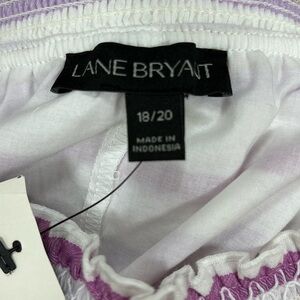 LANE BRYANT
18/20
MADE IN
INDONESIA